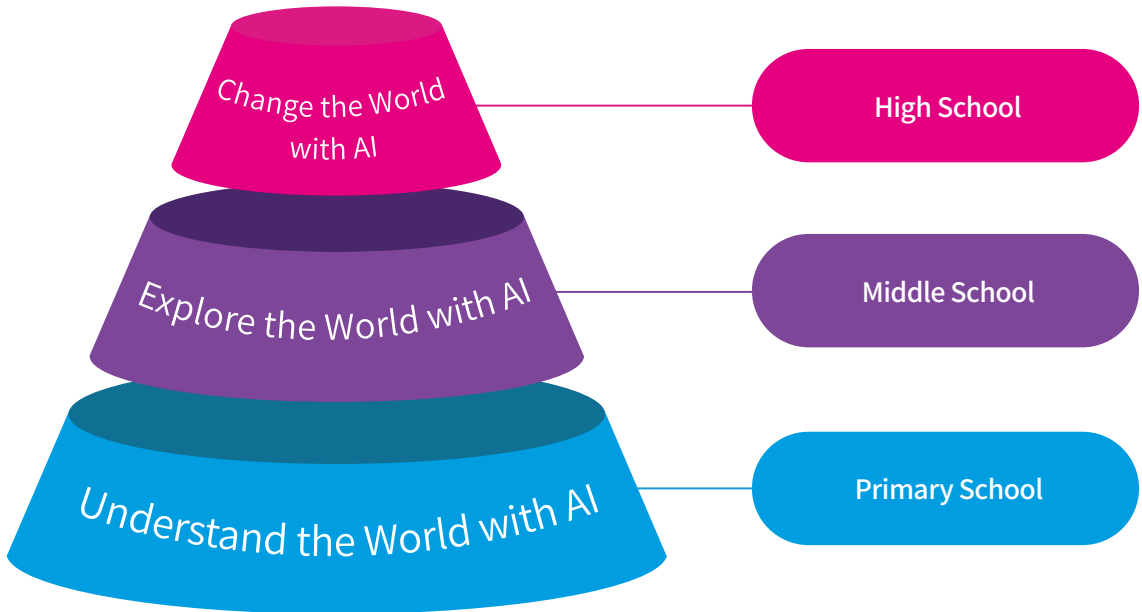 Change the World
with AI
High School
Explore the World with AI
Middle School
Understand the World with AI
Primary School